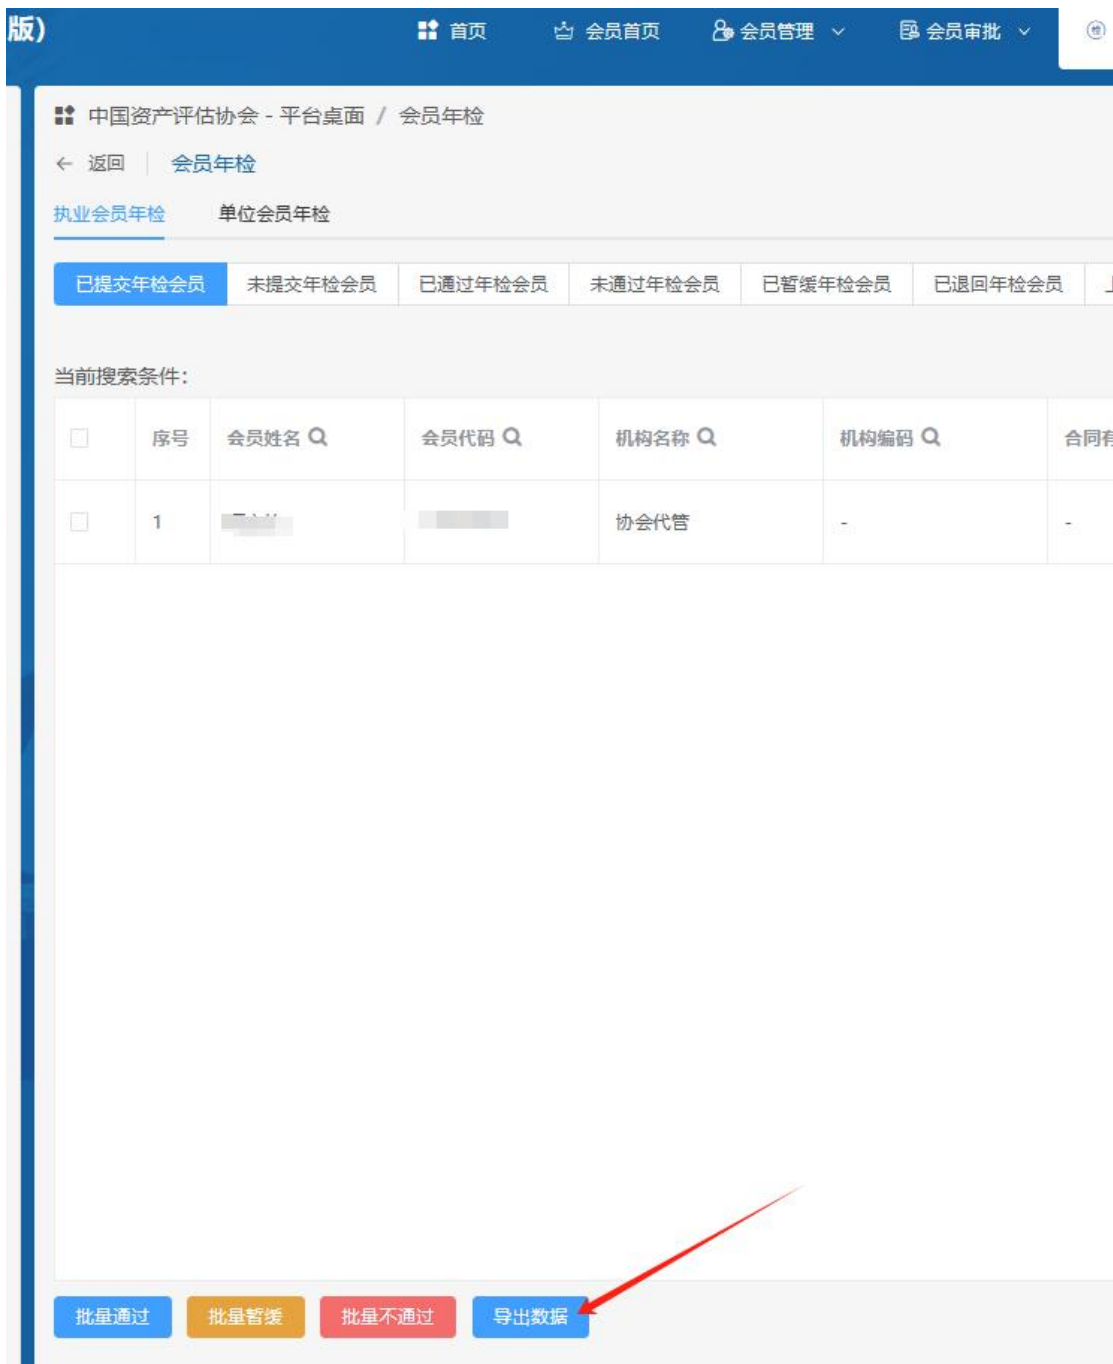 版) 首页 会员首页 会员管理 会员审批
中国资产评估协会 - 平台桌面 / 会员年检
← 返回 会员年检
执业会员年检 单位会员年检
已提交年检会员 未提交年检会员 已通过年检会员 未通过年检会员 已暂缓年检会员 已退回年检会员 上
当前搜索条件：
序号 会员姓名 会员代码 机构名称 机构编码 合同有
1 协会代管 - -
批量通过 批量暂缓 批量不通过 导出数据